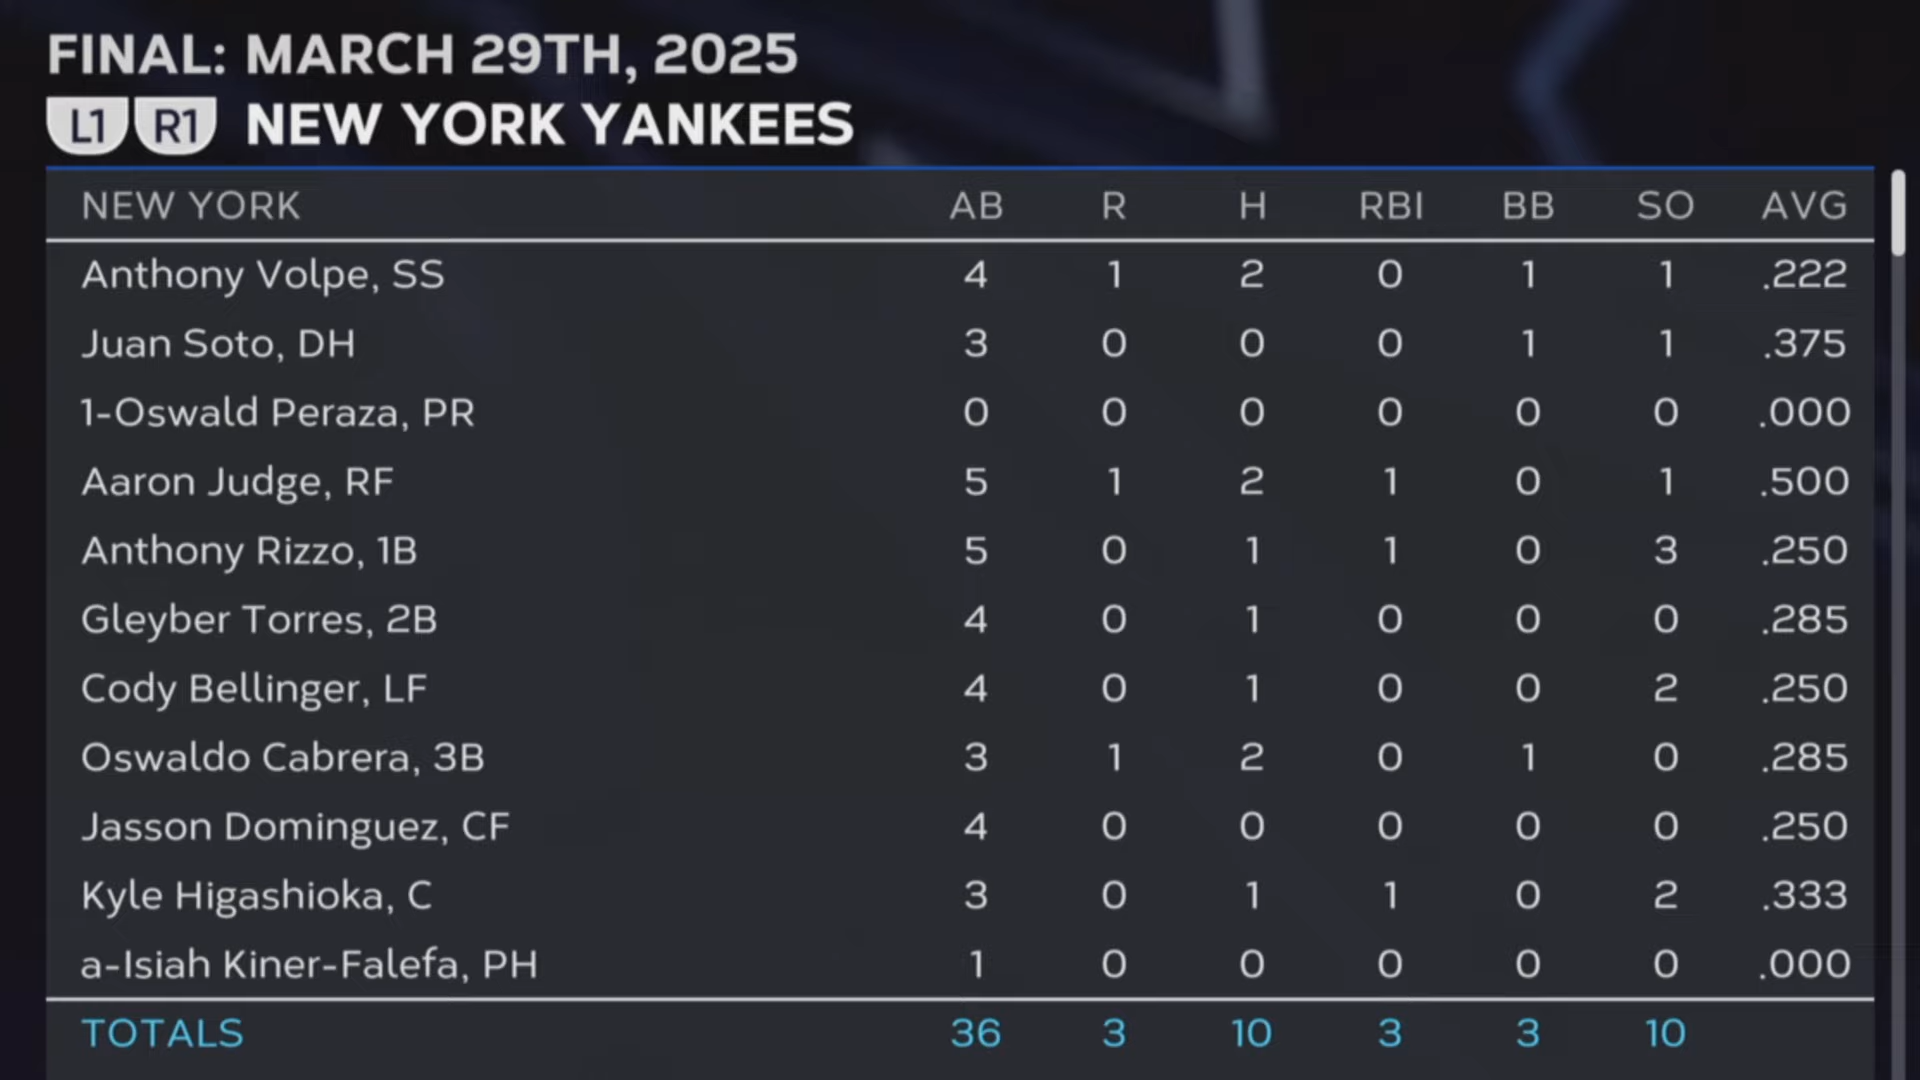 FINAL: MARCH 29TH, 2025
L1 R1 NEW YORK YANKEES
NEW YORK AB R H RBI BB SO AVG
Anthony Volpe, SS 4 1 2 0 1 1 .222
Juan Soto, DH 3 0 0 0 1 1 .375
1-Oswald Peraza, PR 0 0 0 0 0 0 .000
Aaron Judge, RF 5 1 2 1 0 1 .500
Anthony Rizzo, 1B 5 0 1 1 0 3 .250
Gleyber Torres, 2B 4 0 1 0 0 0 .285
Cody Bellinger, LF 4 0 1 0 0 2 .250
Oswaldo Cabrera, 3B 3 1 2 0 1 0 .285
Jasson Dominguez, CF 4 0 0 0 0 0 .250
Kyle Higashioka, C 3 0 1 1 0 2 .333
a-Isiah Kiner-Falefa, PH 1 0 0 0 0 0 .000
TOTALS 36 3 10 3 3 10